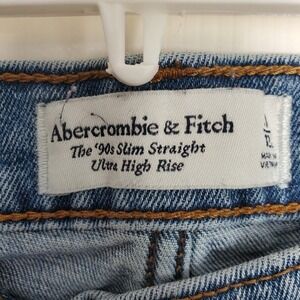 Abercrombie & Fitch
The '90s Slim Straight
Ultra High Rise